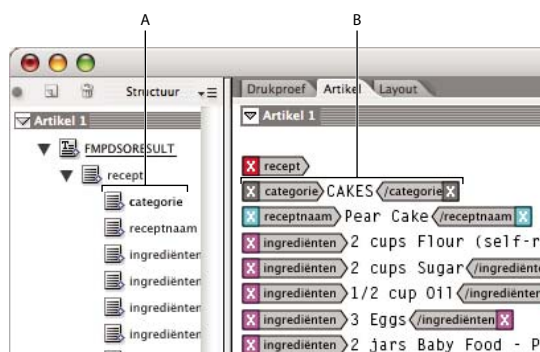 A B
Structuur
Drukproef Artikel Layout
Artikel 1
Artikel 1
FMPDSORESULT
recept
categorie
receptnaam
ingrediënten
ingrediënten
ingrediënten
ingrediënten
recept
categorie CAKES /categorie
receptnaam Pear Cake /receptnaam
ingrediënten 2 cups Flour (self-r
ingrediënten 2 cups Sugar /ingrediënte
ingrediënten 1/2 cup Oil /ingrediënten
ingrediënten 3 Eggs /ingrediënten
ingrediënten 2 jars Baby Food - P